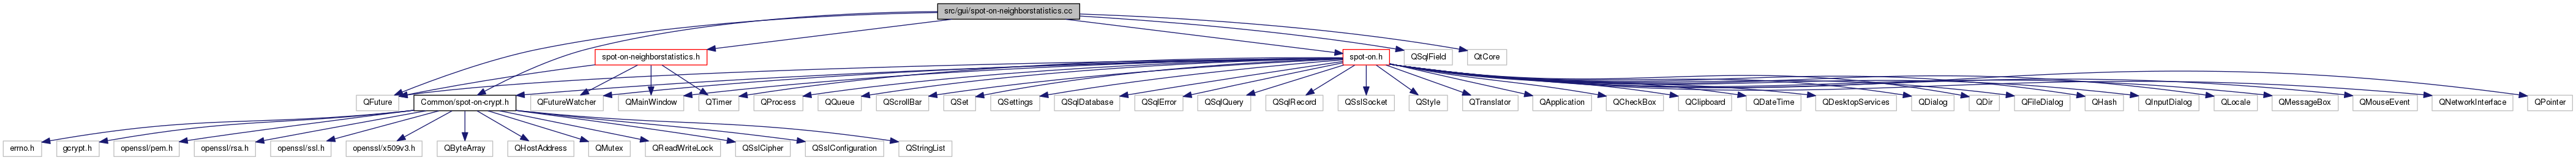 src/gui/spot-on-neighborstatistics.cc
spot-on-neighborstatistics.h
spot-on.h
QSqlField
QtCore
QFuture
Common/spot-on-crypt.h
QFutureWatcher
QMainWindow
QTimer
QProcess
QQueue
QScrollBar
QSet
QSettings
QSqlDatabase
QSqlError
QSqlQuery
QSqlRecord
QSslSocket
QStyle
QTranslator
QApplication
QCheckBox
QClipboard
QDateTime
QDesktopServices
QDialog
QDir
QFileDialog
QHash
QInputDialog
QLocale
QMessageBox
QMouseEvent
QNetworkInterface
QPointer
errno.h
gcrypt.h
openssl/pem.h
openssl/rsa.h
openssl/ssl.h
openssl/x509v3.h
QByteArray
QHostAddress
QMutex
QReadWriteLock
QSslCipher
QSslConfiguration
QStringList